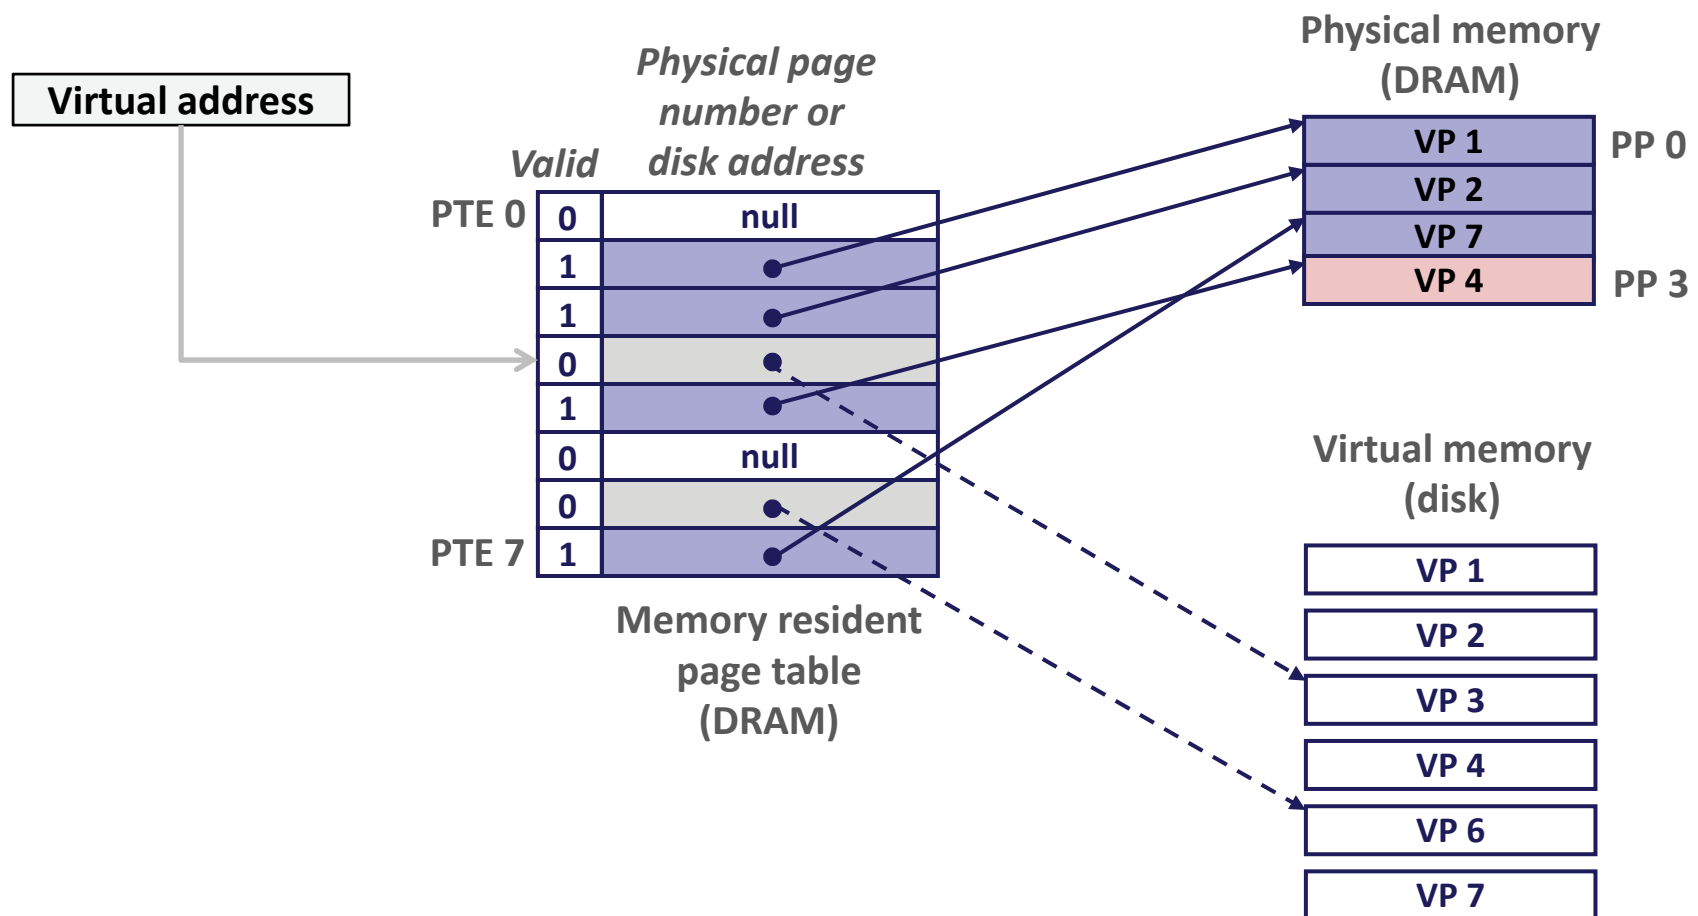 Virtual address
Physical page
number or
disk address
Valid
PTE 0
0
null
1
1
0
1
0
null
0
PTE 7
1
Memory resident
page table
(DRAM)
Physical memory
(DRAM)
VP 1
PP 0
VP 2
VP 7
VP 4
PP 3
Virtual memory
(disk)
VP 1
VP 2
VP 3
VP 4
VP 6
VP 7